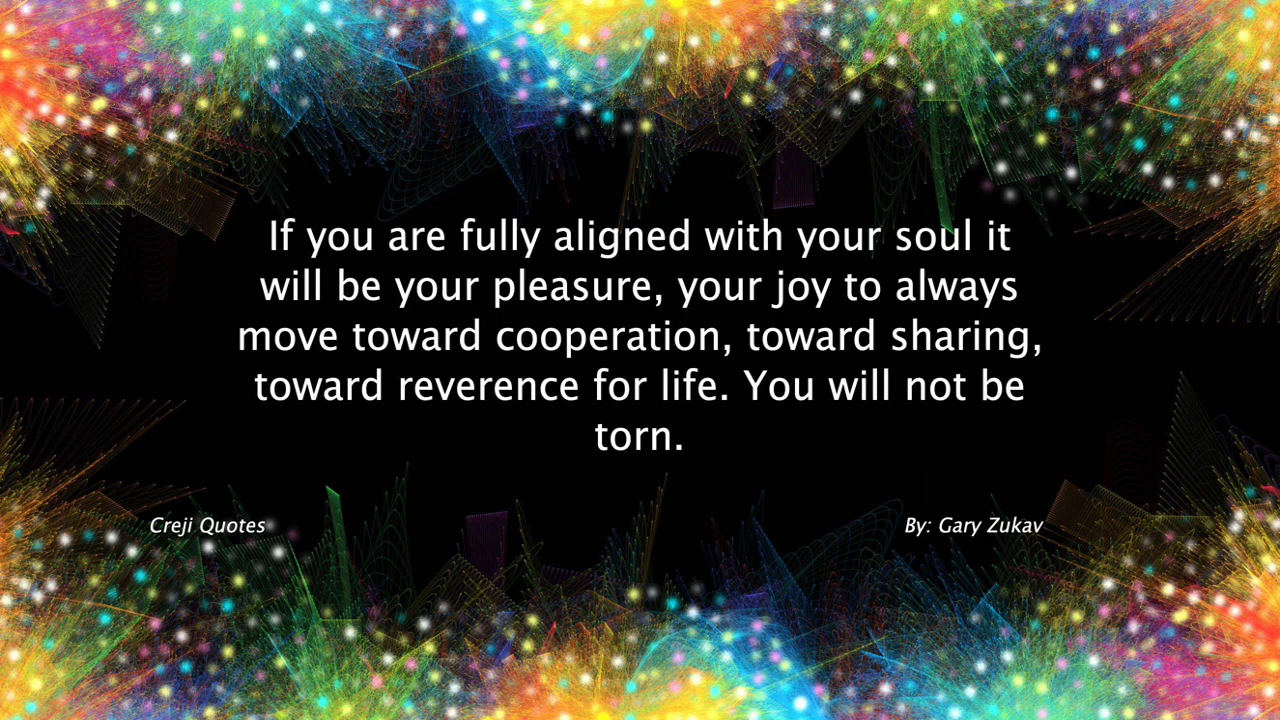 If you are fully aligned with your soul it
will be your pleasure, your joy to always
move toward cooperation, toward sharing,
toward reverence for life. You will not be
torn.
Creji Quotes
By: Gary Zukav